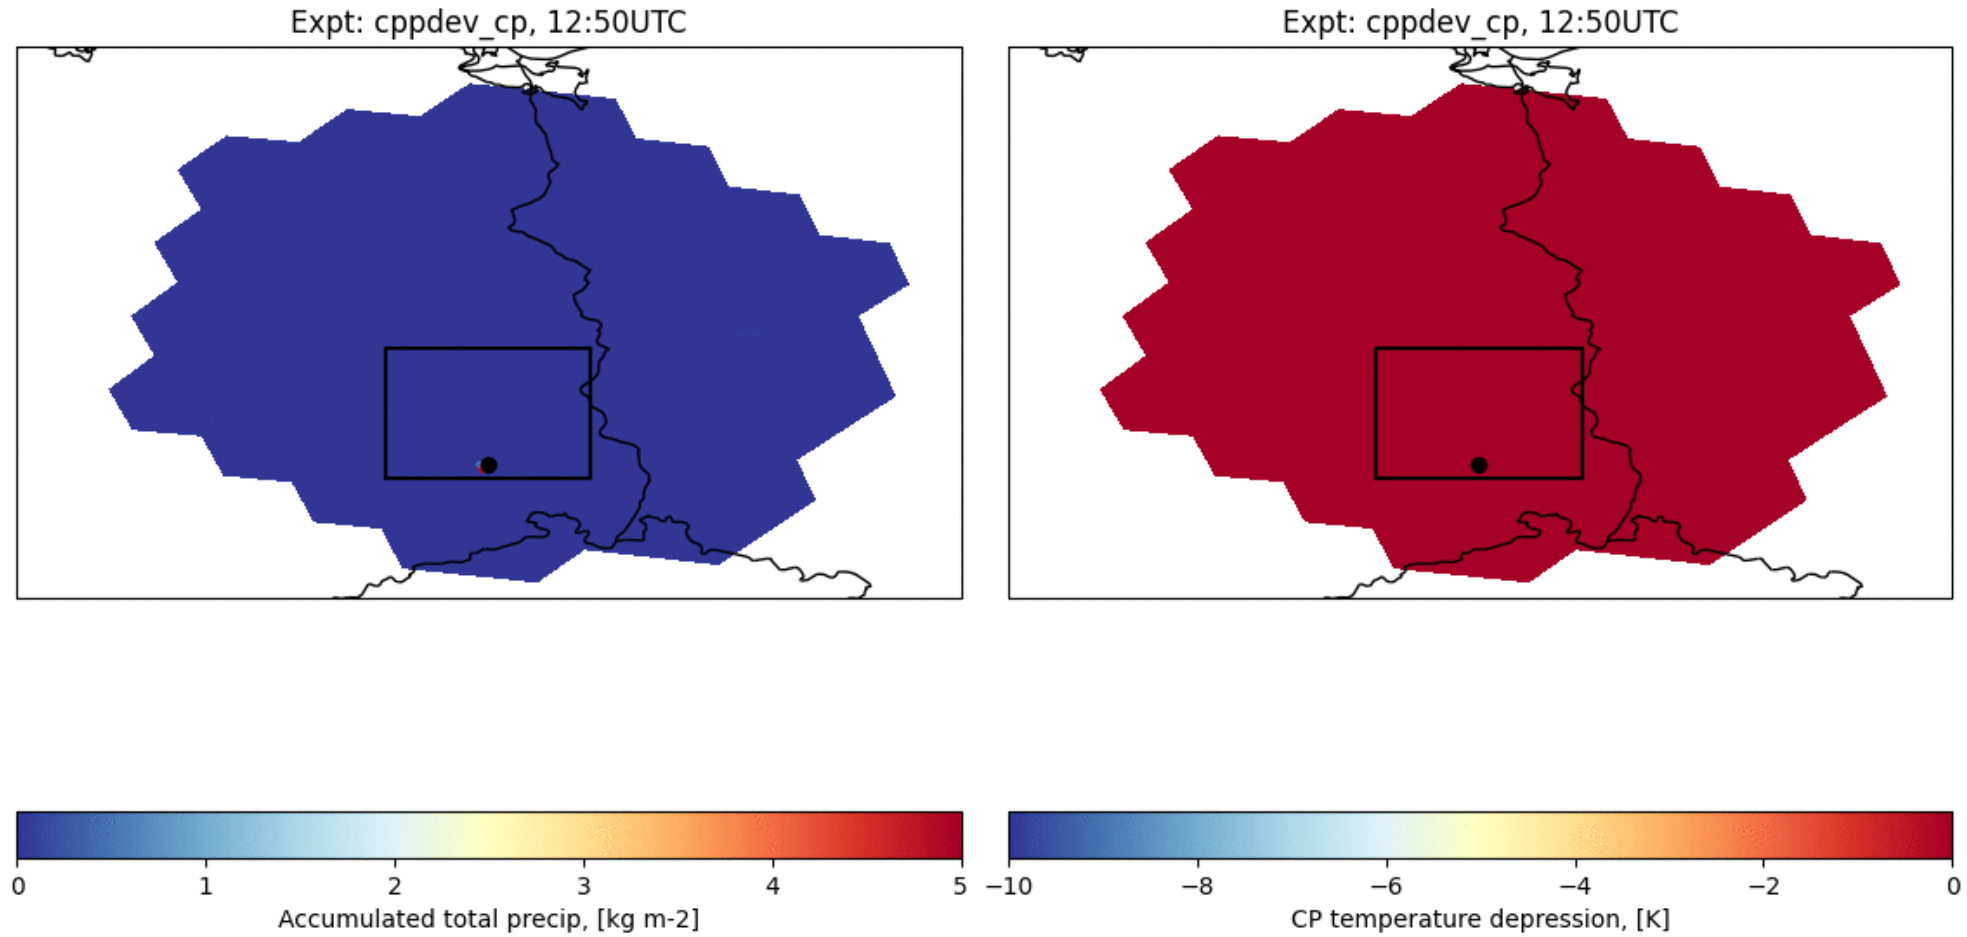 Expt: cppdev_cp, 12:50UTC
Expt: cppdev_cp, 12:50UTC
0 1 2 3 4 5
Accumulated total precip, [kg m-2]
−10 −8 −6 −4 −2 0
CP temperature depression, [K]